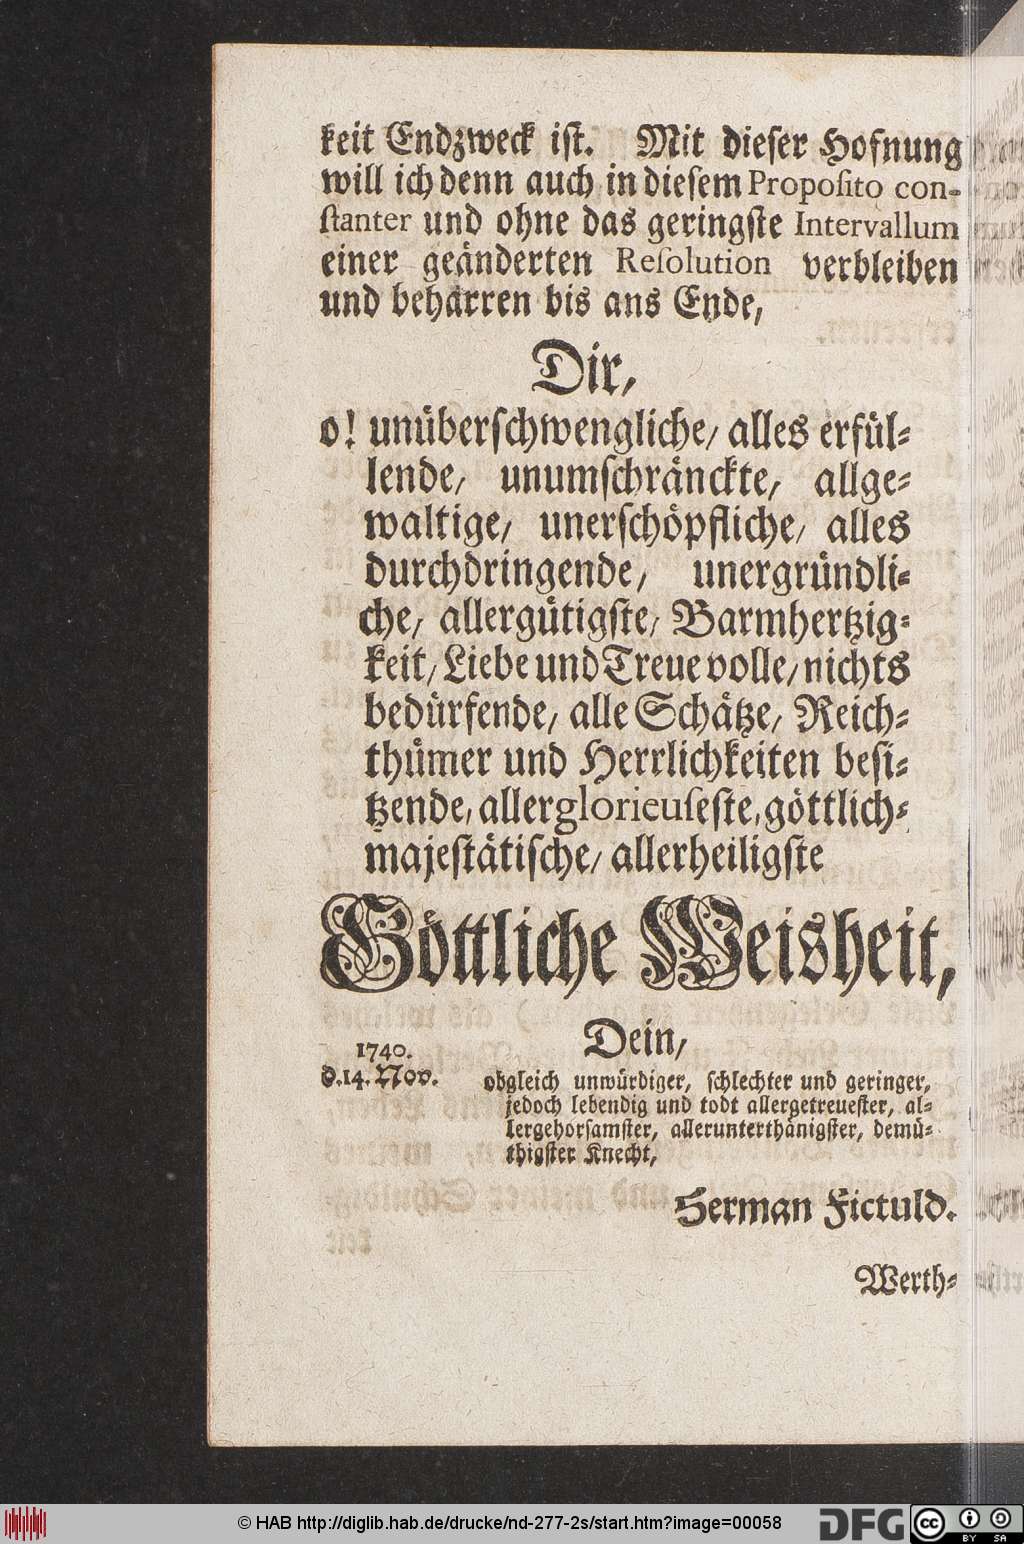 keit Endzweck iſt. Mit dieſer Hofnung
will ich denn auch in dieſem Propoſito con-
ſtanter und ohne das geringſte Intervallum
einer geänderten Reſolution verbleiben
und beharren bis ans Ende,
Dir,
o! unüberſchwengliche/ alles erfül-
lende/ unumſchränckte/ allge-
waltige/ unerſchöpfliche/ alles
durchdringende/ unergründli-
che/ allergütigſte/ Barmhertzig-
keit/ Liebe und Treue volle/ nichts
bedürfende/ alle Schätze/ Reich-
thümer und Herrlichkeiten beſi-
tzende, allerglorieuſeſte, göttlich-
majeſtätiſche/ allerheiligſte
Göttliche Weisheit,
Dein/
1740.
d. 14. Nov.
obgleich unwürdiger, ſchlechter und geringer,
jedoch lebendig und todt allergetreueſter, al-
lergehorſamſter, allerunterthänigſter, demü-
thigſter Knecht,
Herman Fictuld.
Werth-
© HAB http://diglib.hab.de/drucke/nd-277-2s/start.htm?image=00058
DFG
cc BY SA